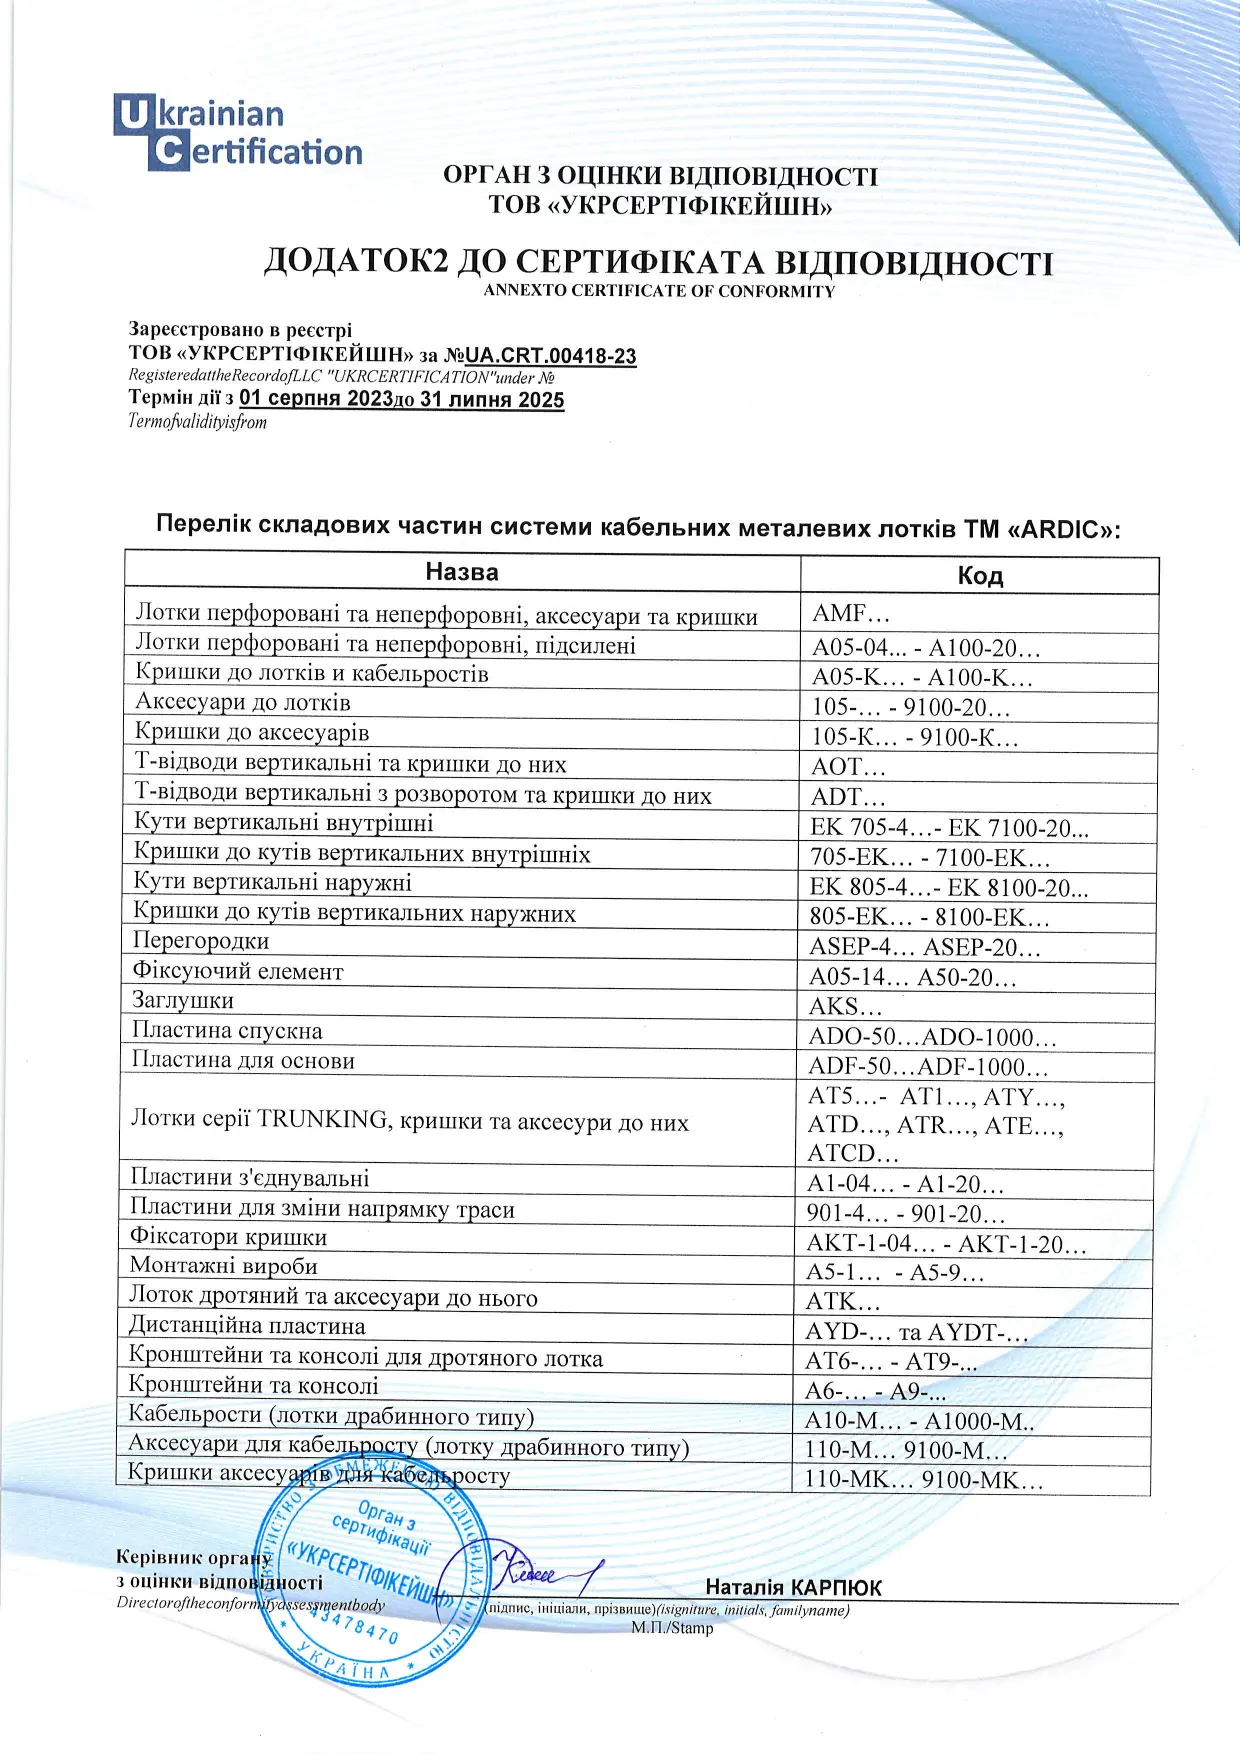 Ukrainian
Certification
ОРГАН З ОЦІНКИ ВІДПОВІДНОСТІ
ТОВ «УКРСЕРТІФІКЕЙШН»
ДОДАТОК2 ДО СЕРТИФІКАТА ВІДПОВІДНОСТІ
ANNEXTO CERTIFICATE OF CONFORMITY
Зареєстровано в реєстрі
ТОВ «УКРСЕРТІФІКЕЙШН» за №UA.CRT.00418-23
RegisteredattheRecordofLLC "UKRCERTIFICATION"under №
Термін дії з 01 серпня 2023до 31 липня 2025
Termofvalidityisfrom
Перелік складових частин системи кабельних металевих лотків ТМ «ARDIC»:
Назва Код
Лотки перфоровані та неперфоровні, аксесуари та кришки AMF…
Лотки перфоровані та неперфоровні, підсилені A05-04... - A100-20…
Кришки до лотків и кабельростів A05-K… - A100-K…
Аксесуари до лотків 105-… - 9100-20…
Кришки до аксесуарів 105-К… - 9100-К…
Т-відводи вертикальні та кришки до них АОТ…
Т-відводи вертикальні з розворотом та кришки до них ADT…
Кути вертикальні внутрішні EK 705-4…- EK 7100-20...
Кришки до кутів вертикальних внутрішніх 705-EK… - 7100-EK…
Кути вертикальні наружні EK 805-4…- EK 8100-20...
Кришки до кутів вертикальних наружних 805-EK… - 8100-EK…
Перегородки ASEP-4… ASEP-20…
Фіксуючий елемент A05-14… A50-20…
Заглушки AKS…
Пластина спускна ADO-50…ADO-1000…
Пластина для основи ADF-50…ADF-1000…
Лотки серії TRUNKING, кришки та аксесури до них AT5…- AT1…, ATY…,
ATD…, ATR…, ATE…,
ATCD…
Пластини з'єднувальні A1-04… - A1-20…
Пластини для зміни напрямку траси 901-4… - 901-20…
Фіксатори кришки AKT-1-04… - AKT-1-20…
Монтажні вироби A5-1… - A5-9…
Лоток дротяний та аксесуари до нього ATK…
Дистанційна пластина AYD-… та AYDT-…
Кронштейни та консолі для дротяного лотка AT6-… - AT9-...
Кронштейни та консолі A6-… - A9-...
Кабельрости (лотки драбинного типу) A10-M… - A1000-M..
Аксесуари для кабельросту (лотку драбинного типу) 110-M… 9100-M…
Кришки аксесуарів для кабельросту 110-MK… 9100-MK…
ТОВАРИСТВО З ОБМЕЖЕНОЮ ВІДПОВІДАЛЬНІСТЮ
Орган з
сертифікації
«УКРСЕРТІФІКЕЙШН»
43478470
* УКРАЇНА *
Керівник органу
з оцінки відповідності
Directoroftheconformityassessmentbody
Наталія КАРПЮК
(підпис, ініціали, прізвище)(isigniture, initials, familyname)
М.П./Stamp